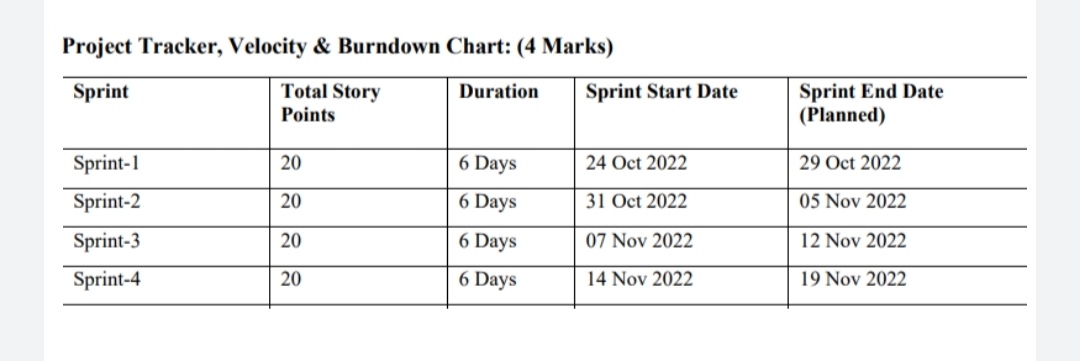 Project Tracker, Velocity & Burndown Chart: (4 Marks)
Sprint Total Story Points Duration Sprint Start Date Sprint End Date (Planned)
Sprint-1 20 6 Days 24 Oct 2022 29 Oct 2022
Sprint-2 20 6 Days 31 Oct 2022 05 Nov 2022
Sprint-3 20 6 Days 07 Nov 2022 12 Nov 2022
Sprint-4 20 6 Days 14 Nov 2022 19 Nov 2022